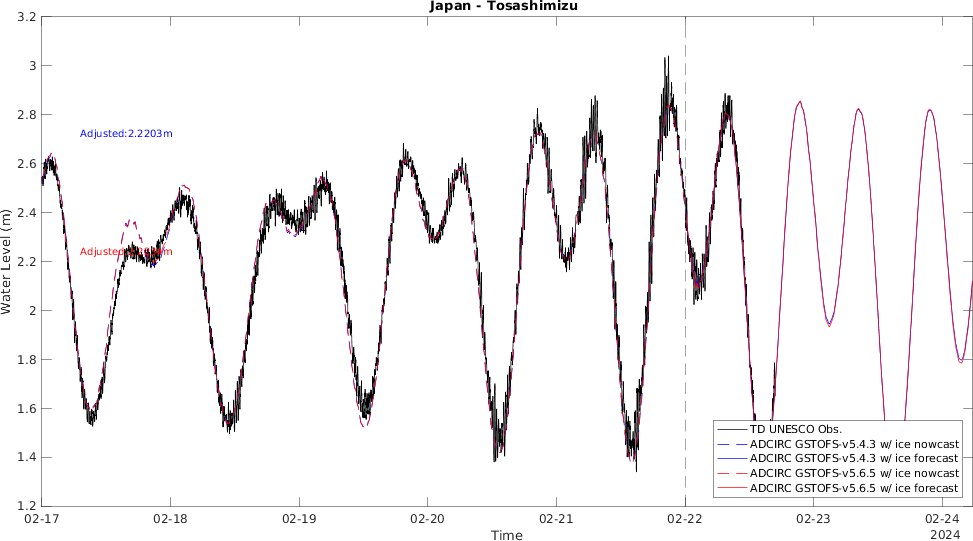 Japan - Tosashimizu
3.2
3
2.8
2.6
2.4
2.2
2
1.8
1.6
1.4
1.2
Water Level (m)
Adjusted:2.2203m
Adjusted:
TD UNESCO Obs.
ADCIRC GSTOFS-v5.4.3 w/ ice nowcast
ADCIRC GSTOFS-v5.4.3 w/ ice forecast
ADCIRC GSTOFS-v5.6.5 w/ ice nowcast
ADCIRC GSTOFS-v5.6.5 w/ ice forecast
02-17 02-18 02-19 02-20 02-21 02-22 02-23 02-24
Time
2024